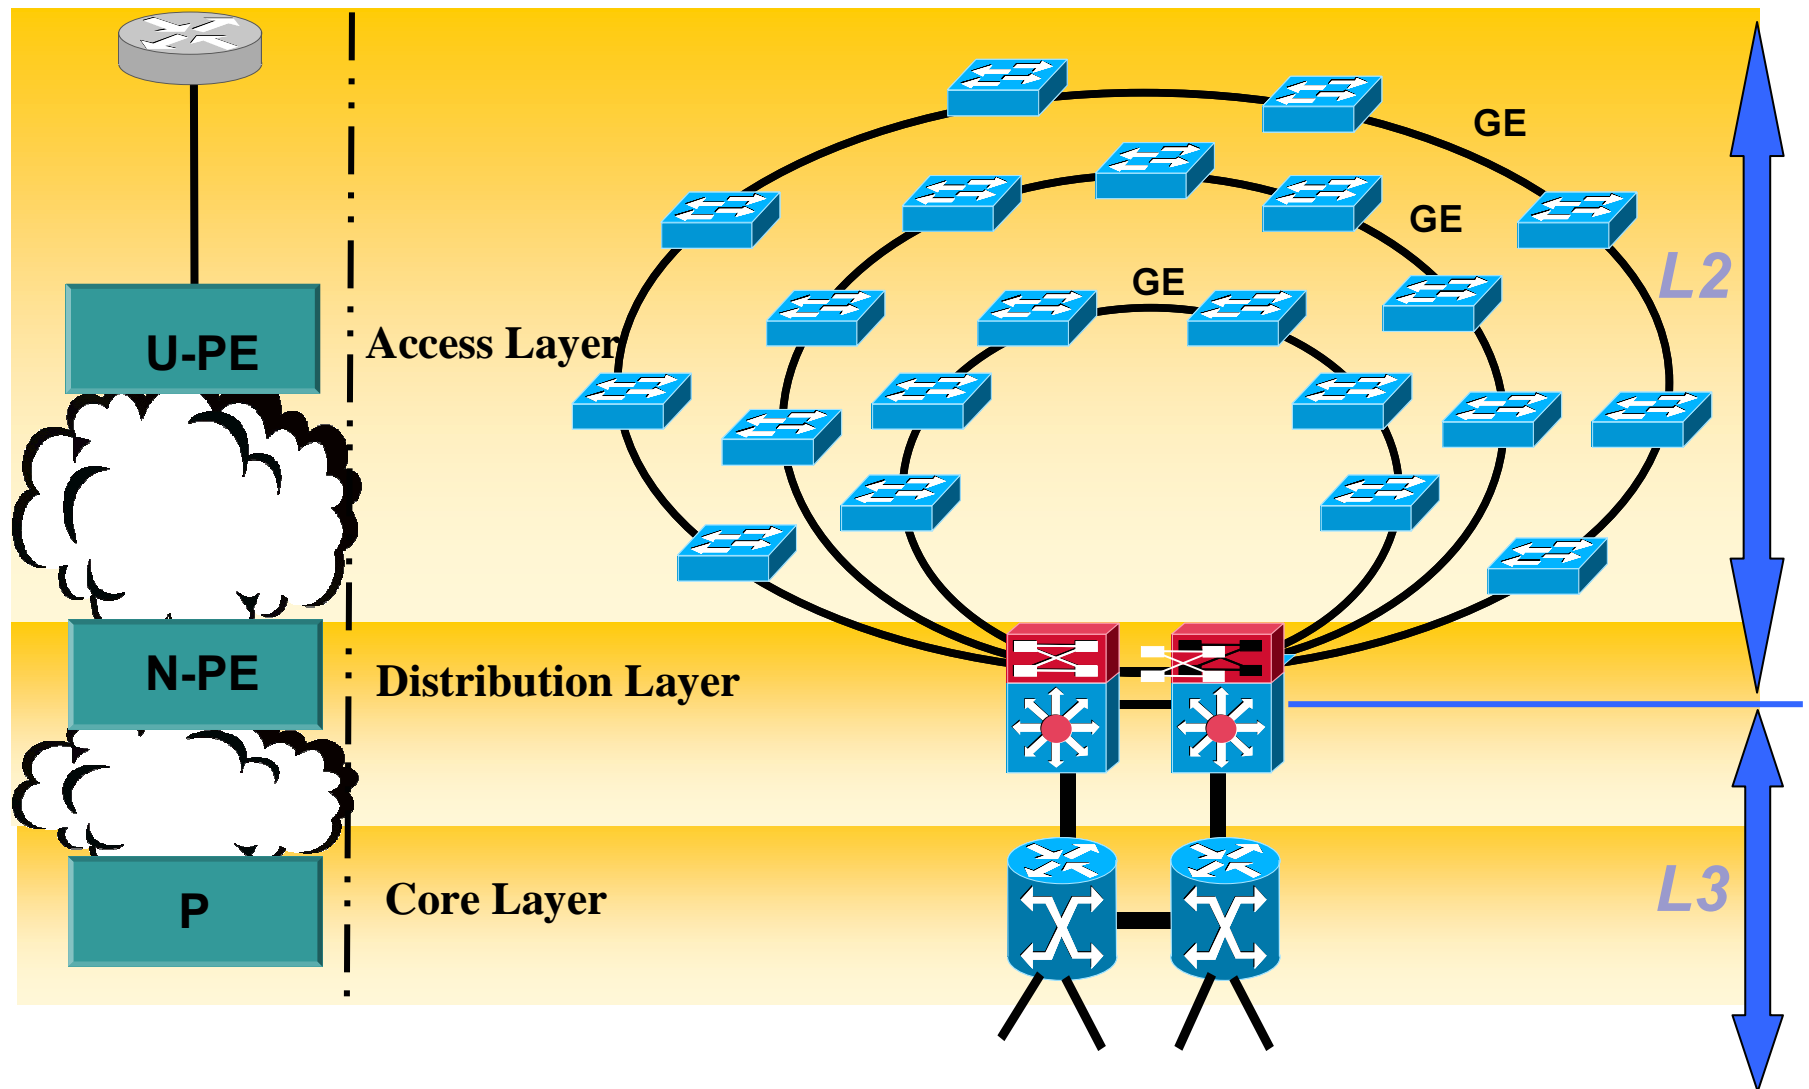 GE
GE
GE
L2
U-PE
Access Layer
N-PE
Distribution Layer
P
Core Layer
L3